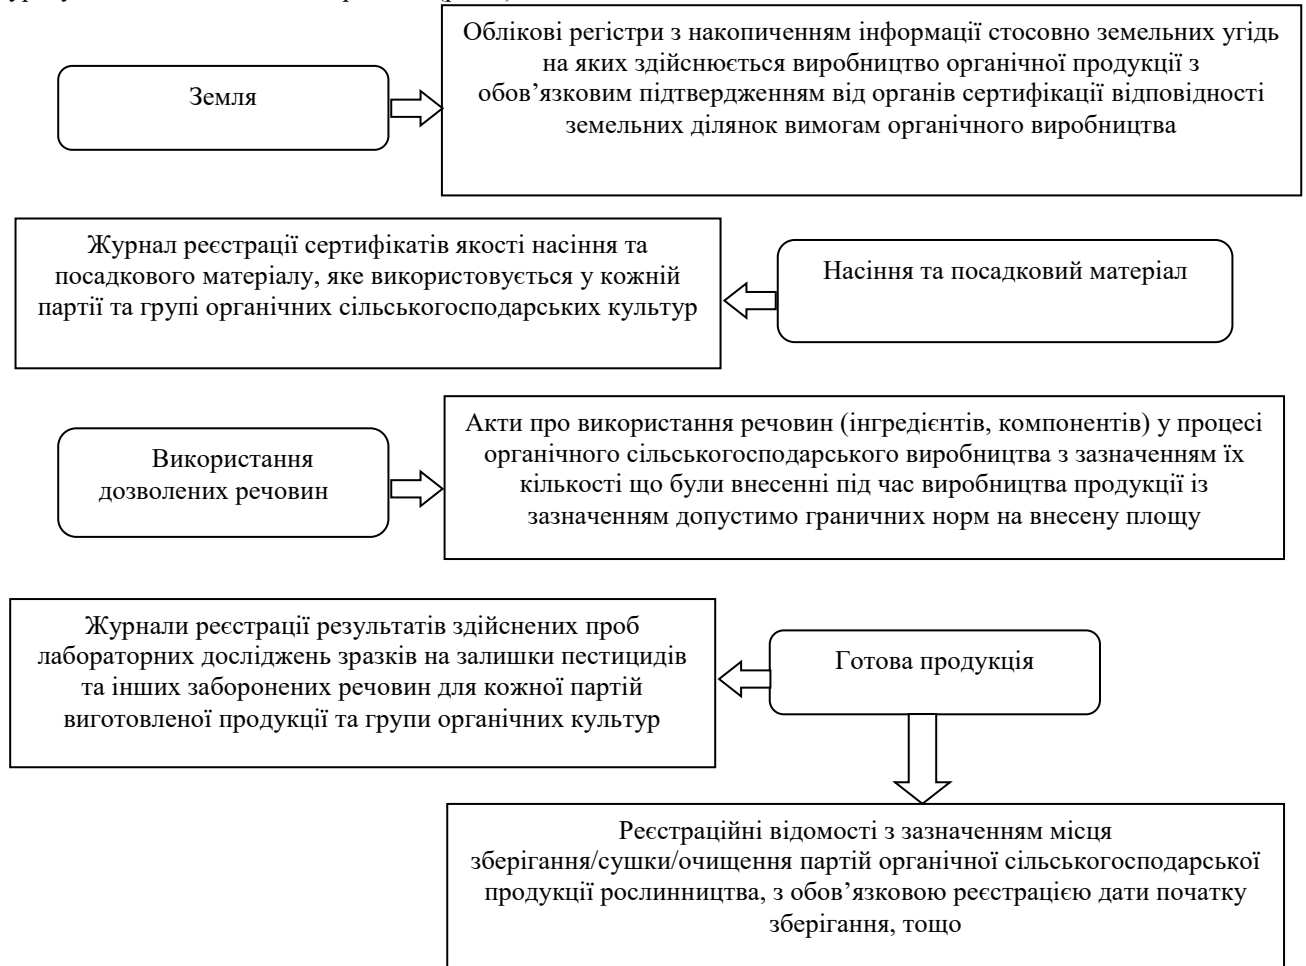 Облікові регістри з накопиченням інформації стосовно земельних угідь
на яких здійснюється виробництво органічної продукції з
обов’язковим підтвердженням від органів сертифікації відповідності
земельних ділянок вимогам органічного виробництва
Земля
Журнал реєстрації сертифікатів якості насіння та
посадкового матеріалу, яке використовується у кожній
партії та групі органічних сільськогосподарських культур
Насіння та посадковий матеріал
Використання
дозволених речовин
Акти про використання речовин (інгредієнтів, компонентів) у процесі
органічного сільськогосподарського виробництва з зазначенням їх
кількості що були внесенні під час виробництва продукції із
зазначенням допустимо граничних норм на внесену площу
Журнали реєстрації результатів здійснених проб
лабораторних досліджень зразків на залишки пестицидів
та інших заборонених речовин для кожної партій
виготовленої продукції та групи органічних культур
Готова продукція
Реєстраційні відомості з зазначенням місця
зберігання/сушки/очищення партій органічної сільськогосподарської
продукції рослинництва, з обов’язковою реєстрацією дати початку
зберігання, тощо